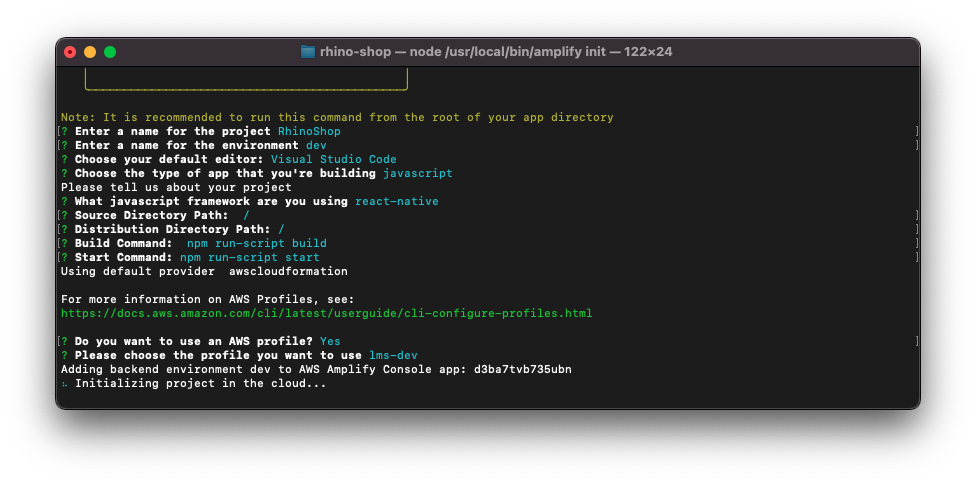 rhino-shop — node /usr/local/bin/amplify init — 122×24
Note: It is recommended to run this command from the root of your app directory
[? Enter a name for the project RhinoShop ]
[? Enter a name for the environment dev ]
? Choose your default editor: Visual Studio Code
? Choose the type of app that you're building javascript
Please tell us about your project
? What javascript framework are you using react-native
[? Source Directory Path:  / ]
[? Distribution Directory Path: / ]
[? Build Command:  npm run-script build ]
[? Start Command: npm run-script start ]
Using default provider  awscloudformation
For more information on AWS Profiles, see:
https://docs.aws.amazon.com/cli/latest/userguide/cli-configure-profiles.html
[? Do you want to use an AWS profile? Yes ]
? Please choose the profile you want to use lms-dev
Adding backend environment dev to AWS Amplify Console app: d3ba7tvb735ubn
Initializing project in the cloud...